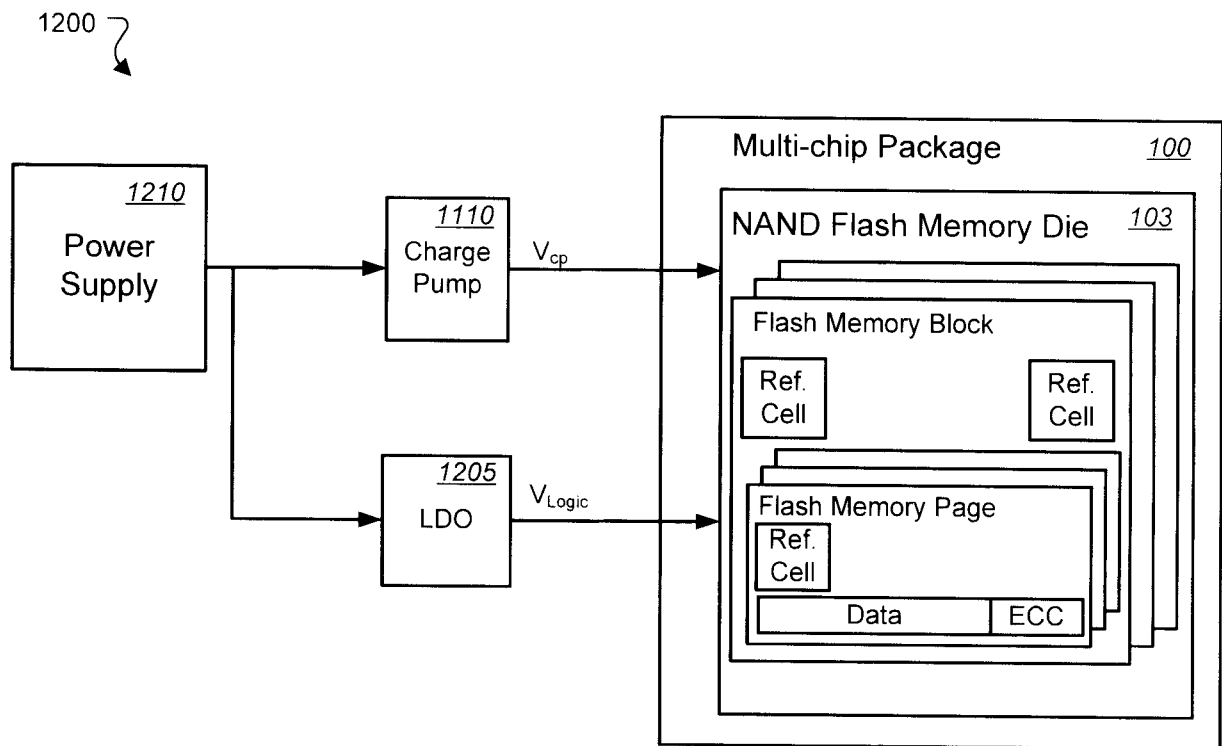 1200
Multi-chip Package 100
1210
Power
Supply
1110
Charge
Pump
Vcp
NAND Flash Memory Die 103
Flash Memory Block
Ref.
Cell
Ref.
Cell
1205
LDO
VLogic
Flash Memory Page
Ref.
Cell
Data
ECC